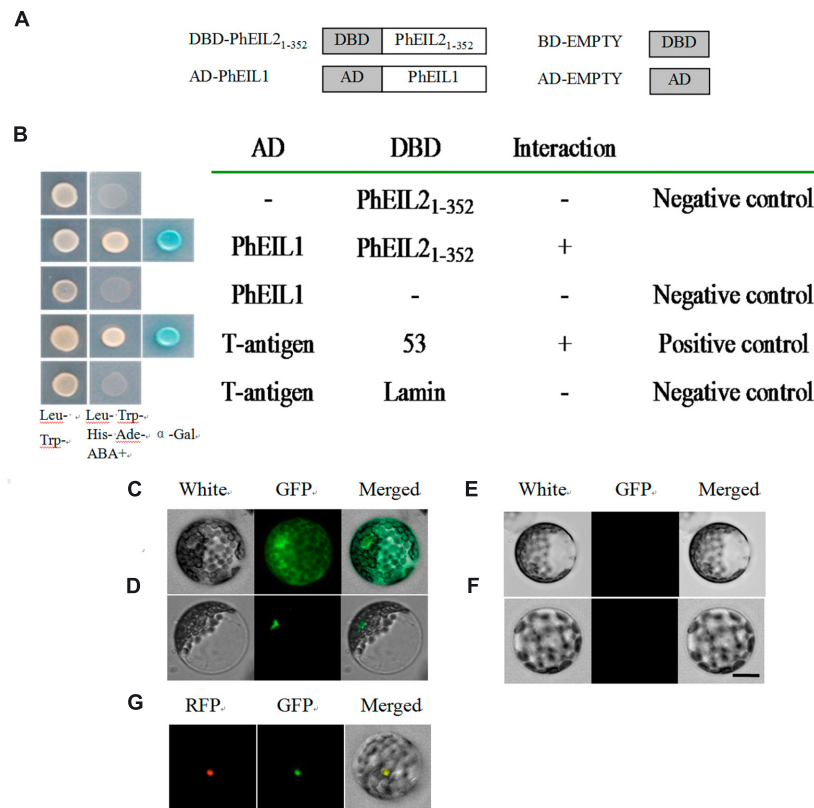 A
DBD-PhEIL2₁₋₃₅₂ DBD PhEIL2₁₋₃₅₂ BD-EMPTY DBD
AD-PhEIL1 AD PhEIL1 AD-EMPTY AD
B
AD DBD Interaction
- PhEIL2₁₋₃₅₂ - Negative control
PhEIL1 PhEIL2₁₋₃₅₂ +
PhEIL1 - - Negative control
T-antigen 53 + Positive control
T-antigen Lamin - Negative control
Leu- Leu- Trp-
Trp- His- Ade- α-Gal
ABA+
C White GFP Merged
D
E White GFP Merged
F
G RFP GFP Merged